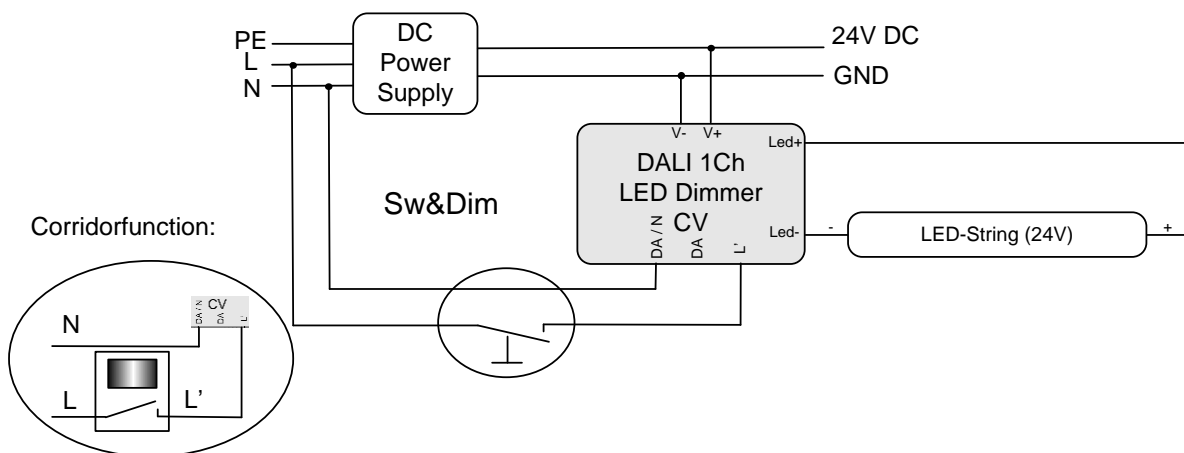 PE
L
N
DC
Power
Supply
24V DC
GND
V- V+
Led+
DALI 1Ch
LED Dimmer
CV
Led-
DA / N
DA
L'
Sw&Dim
- LED-String (24V) +
Corridorfunction:
CV
DA / N
DA
L'
N
L
L'